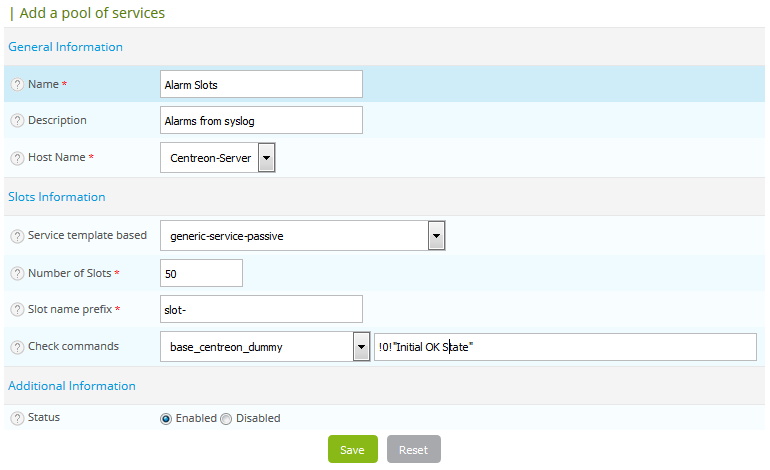 Add a pool of services
General Information
? Name * Alarm Slots
? Description Alarms from syslog
? Host Name * Centreon-Server
Slots Information
? Service template based generic-service-passive
? Number of Slots * 50
? Slot name prefix * slot-
? Check commands base_centreon_dummy !0!"Initial OK State"
Additional Information
? Status Enabled Disabled
Save Reset